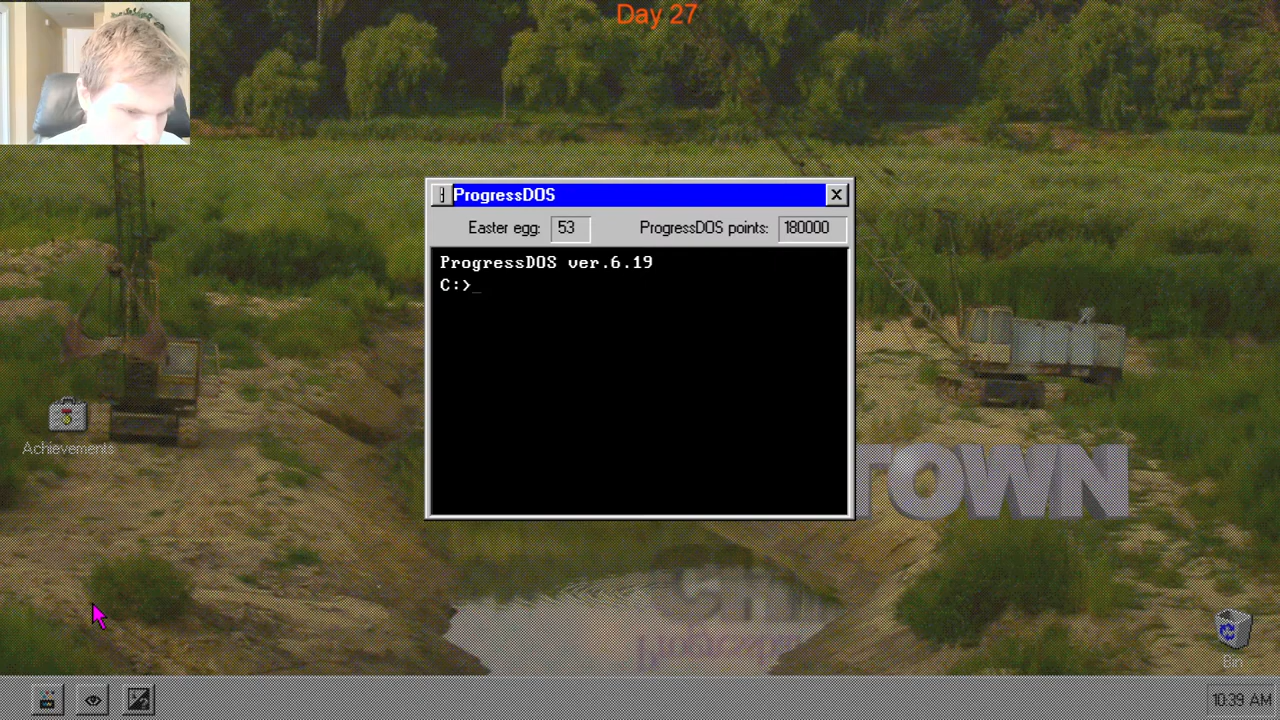 Day 27
ProgressDOS
Easter egg: 53 ProgressDOS points: 180000
ProgressDOS ver.6.19
C:>_
Achievements
TOWN
Bin
10:39 AM